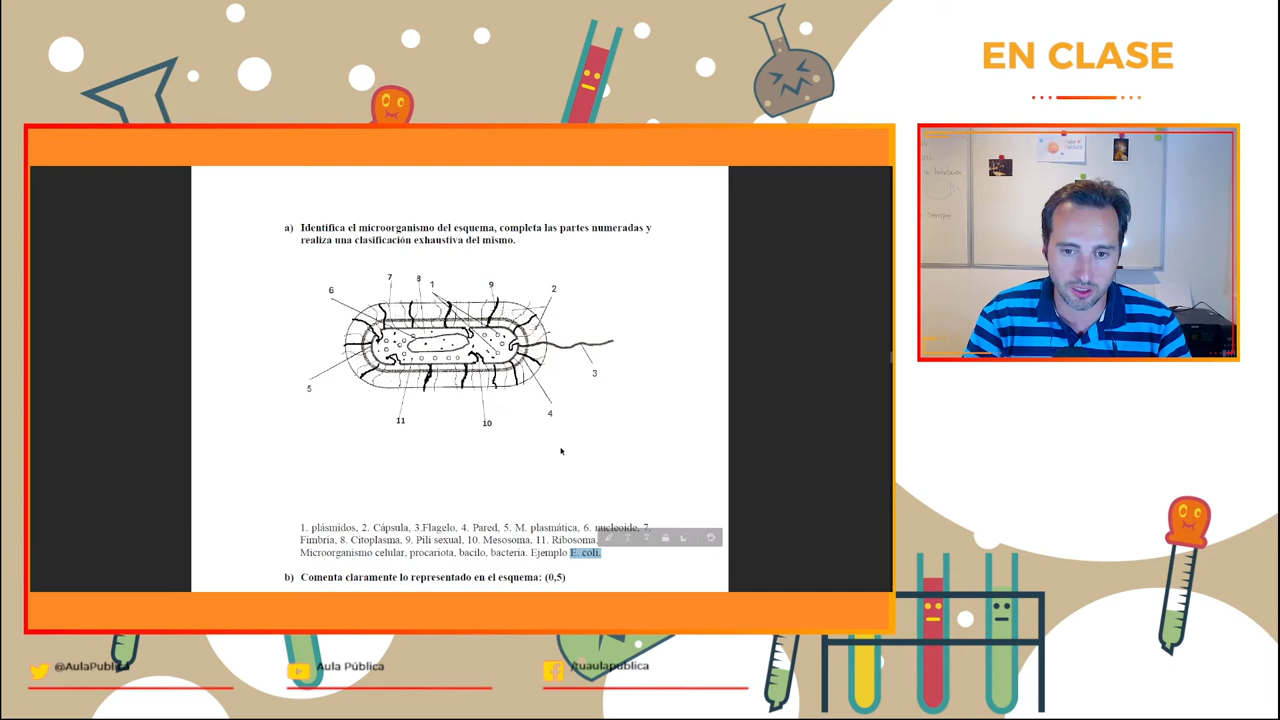 EN CLASE
a) Identifica el microorganismo del esquema, completa las partes numeradas y
realiza una clasificación exhaustiva del mismo.
7
8
1
9
2
6
5
3
4
11
10
1. plásmidos, 2. Cápsula, 3.Flagelo, 4. Pared, 5. M. plasmática, 6. nucleoide, 7.
Fimbria, 8. Citoplasma, 9. Pili sexual, 10. Mesosoma, 11. Ribosoma.
Microorganismo celular, procariota, bacilo, bacteria. Ejemplo E. coli.
b) Comenta claramente lo representado en el esquema: (0,5)
@AulaPublica
Aula Pública
/tuaulapublica